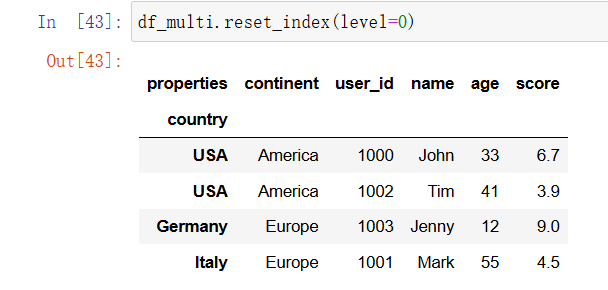 In [43]: df_multi.reset_index(level=0)
Out[43]:
properties continent user_id name age score
country
USA America 1000 John 33 6.7
USA America 1002 Tim 41 3.9
Germany Europe 1003 Jenny 12 9.0
Italy Europe 1001 Mark 55 4.5